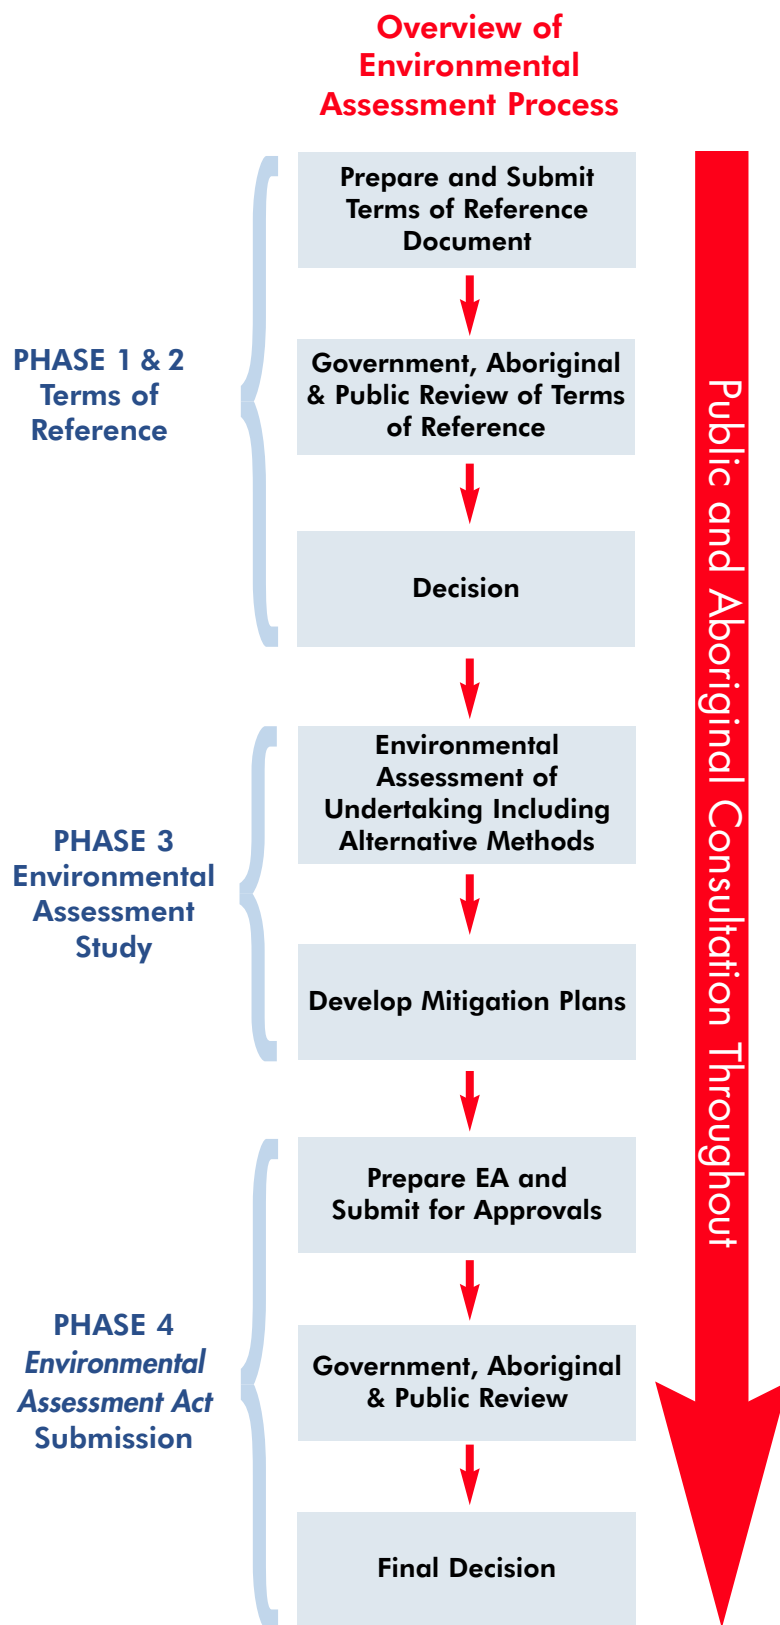 Overview of
Environmental
Assessment Process
PHASE 1 & 2
Terms of
Reference
Prepare and Submit
Terms of Reference
Document
Government, Aboriginal
& Public Review of Terms
of Reference
Decision
PHASE 3
Environmental
Assessment
Study
Environmental
Assessment of
Undertaking Including
Alternative Methods
Develop Mitigation Plans
PHASE 4
Environmental
Assessment Act
Submission
Prepare EA and
Submit for Approvals
Government, Aboriginal
& Public Review
Final Decision
Public and Aboriginal Consultation Throughout